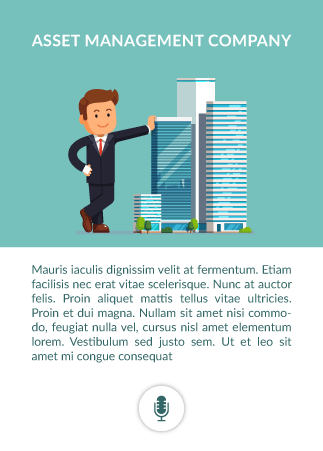 ASSET MANAGEMENT COMPANY
Mauris iaculis dignissim velit at fermentum. Etiam
facilisis nec erat vitae scelerisque. Nunc at auctor
felis. Proin aliquet mattis tellus vitae ultricies.
Proin et dui magna. Nullam sit amet nisi commo-
do, feugiat nulla vel, cursus nisl amet elementum
lorem. Vestibulum sed justo sem. Ut et leo sit
amet mi congue consequat